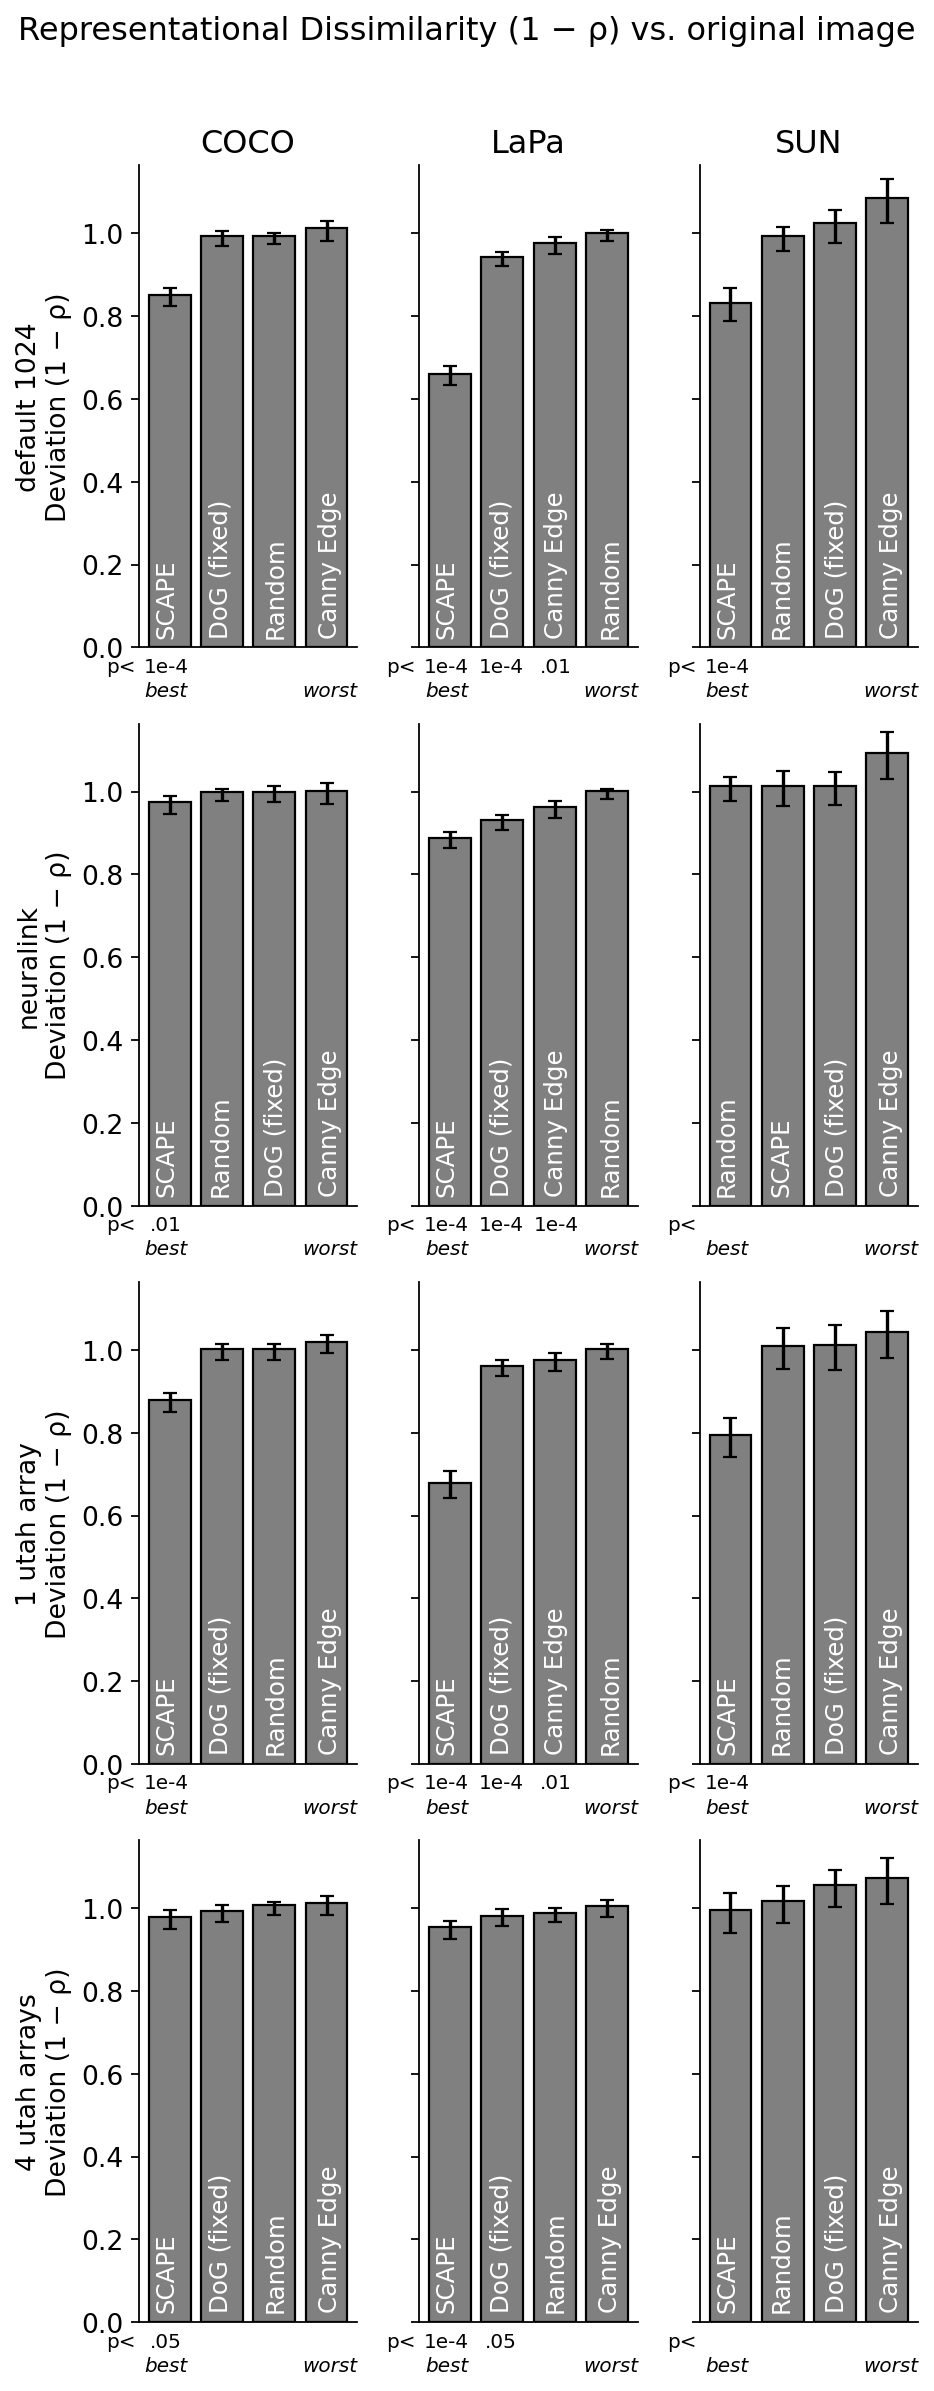 Representational Dissimilarity (1 − ρ) vs. original image
COCO
LaPa
SUN
default 1024
Deviation (1 − ρ)
1.0
0.8
0.6
0.4
0.2
0.0
SCAPE
DoG (fixed)
Random
Canny Edge
SCAPE
DoG (fixed)
Canny Edge
Random
SCAPE
Random
DoG (fixed)
Canny Edge
p< 1e-4
best worst
p< 1e-4 1e-4 .01
best worst
p< 1e-4
best worst
neuralink
Deviation (1 − ρ)
1.0
0.8
0.6
0.4
0.2
0.0
SCAPE
Random
DoG (fixed)
Canny Edge
SCAPE
DoG (fixed)
Canny Edge
Random
Random
SCAPE
DoG (fixed)
Canny Edge
p< .01
best worst
p< 1e-4 1e-4 1e-4
best worst
p<
best worst
1 utah array
Deviation (1 − ρ)
1.0
0.8
0.6
0.4
0.2
0.0
SCAPE
DoG (fixed)
Random
Canny Edge
SCAPE
DoG (fixed)
Canny Edge
Random
SCAPE
Random
DoG (fixed)
Canny Edge
p< 1e-4
best worst
p< 1e-4 1e-4 .01
best worst
p< 1e-4
best worst
4 utah arrays
Deviation (1 − ρ)
1.0
0.8
0.6
0.4
0.2
0.0
SCAPE
DoG (fixed)
Random
Canny Edge
SCAPE
DoG (fixed)
Random
Canny Edge
SCAPE
Random
DoG (fixed)
Canny Edge
p< .05
best worst
p< 1e-4 .05
best worst
p<
best worst